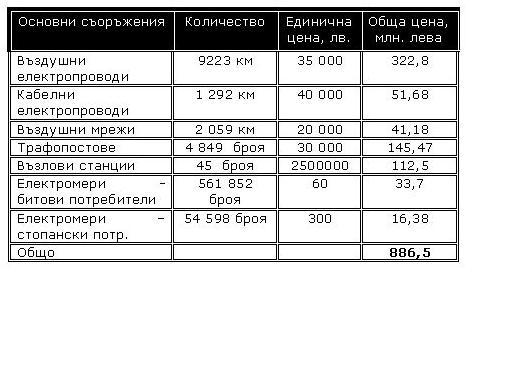 Основни съоръжения Количество Единична цена, лв. Обща цена, млн. лева
Въздушни електропроводи 9223 км 35 000 322,8
Кабелни електропроводи 1 292 км 40 000 51,68
Въздушни мрежи 2 059 км 20 000 41,18
Трафопостове 4 849 броя 30 000 145,47
Възлови станции 45 броя 2500000 112,5
Електромери - битови потребители 561 852 броя 60 33,7
Електромери – стопански потр. 54 598 броя 300 16,38
Общо 886,5